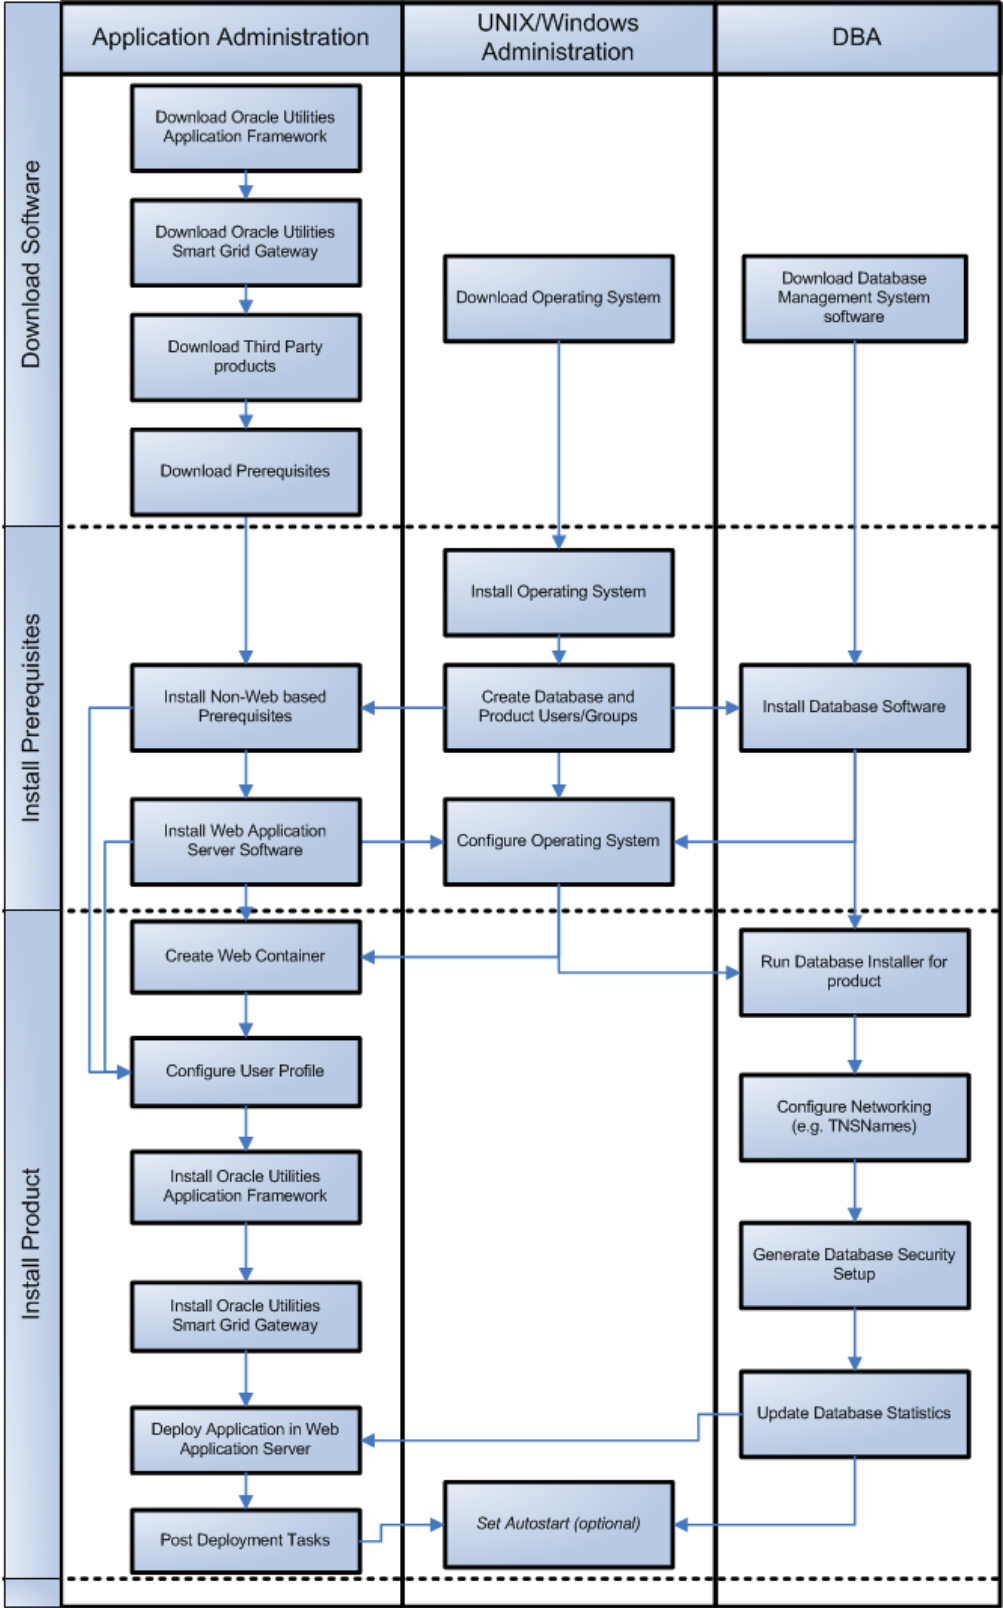 Application Administration
UNIX/Windows
Administration
DBA
Download Software
Download Oracle Utilities
Application Framework
Download Oracle Utilities
Smart Grid Gateway
Download Third Party
products
Download Prerequisites
Download Operating System
Download Database
Management System
software
Install Prerequisites
Install Operating System
Install Non-Web based
Prerequisites
Create Database and
Product Users/Groups
Install Database Software
Install Web Application
Server Software
Configure Operating System
Install Product
Create Web Container
Run Database Installer for
product
Configure User Profile
Configure Networking
(e.g. TNSNames)
Install Oracle Utilities
Application Framework
Generate Database Security
Setup
Install Oracle Utilities
Smart Grid Gateway
Update Database Statistics
Deploy Application in Web
Application Server
Post Deployment Tasks
Set Autostart (optional)